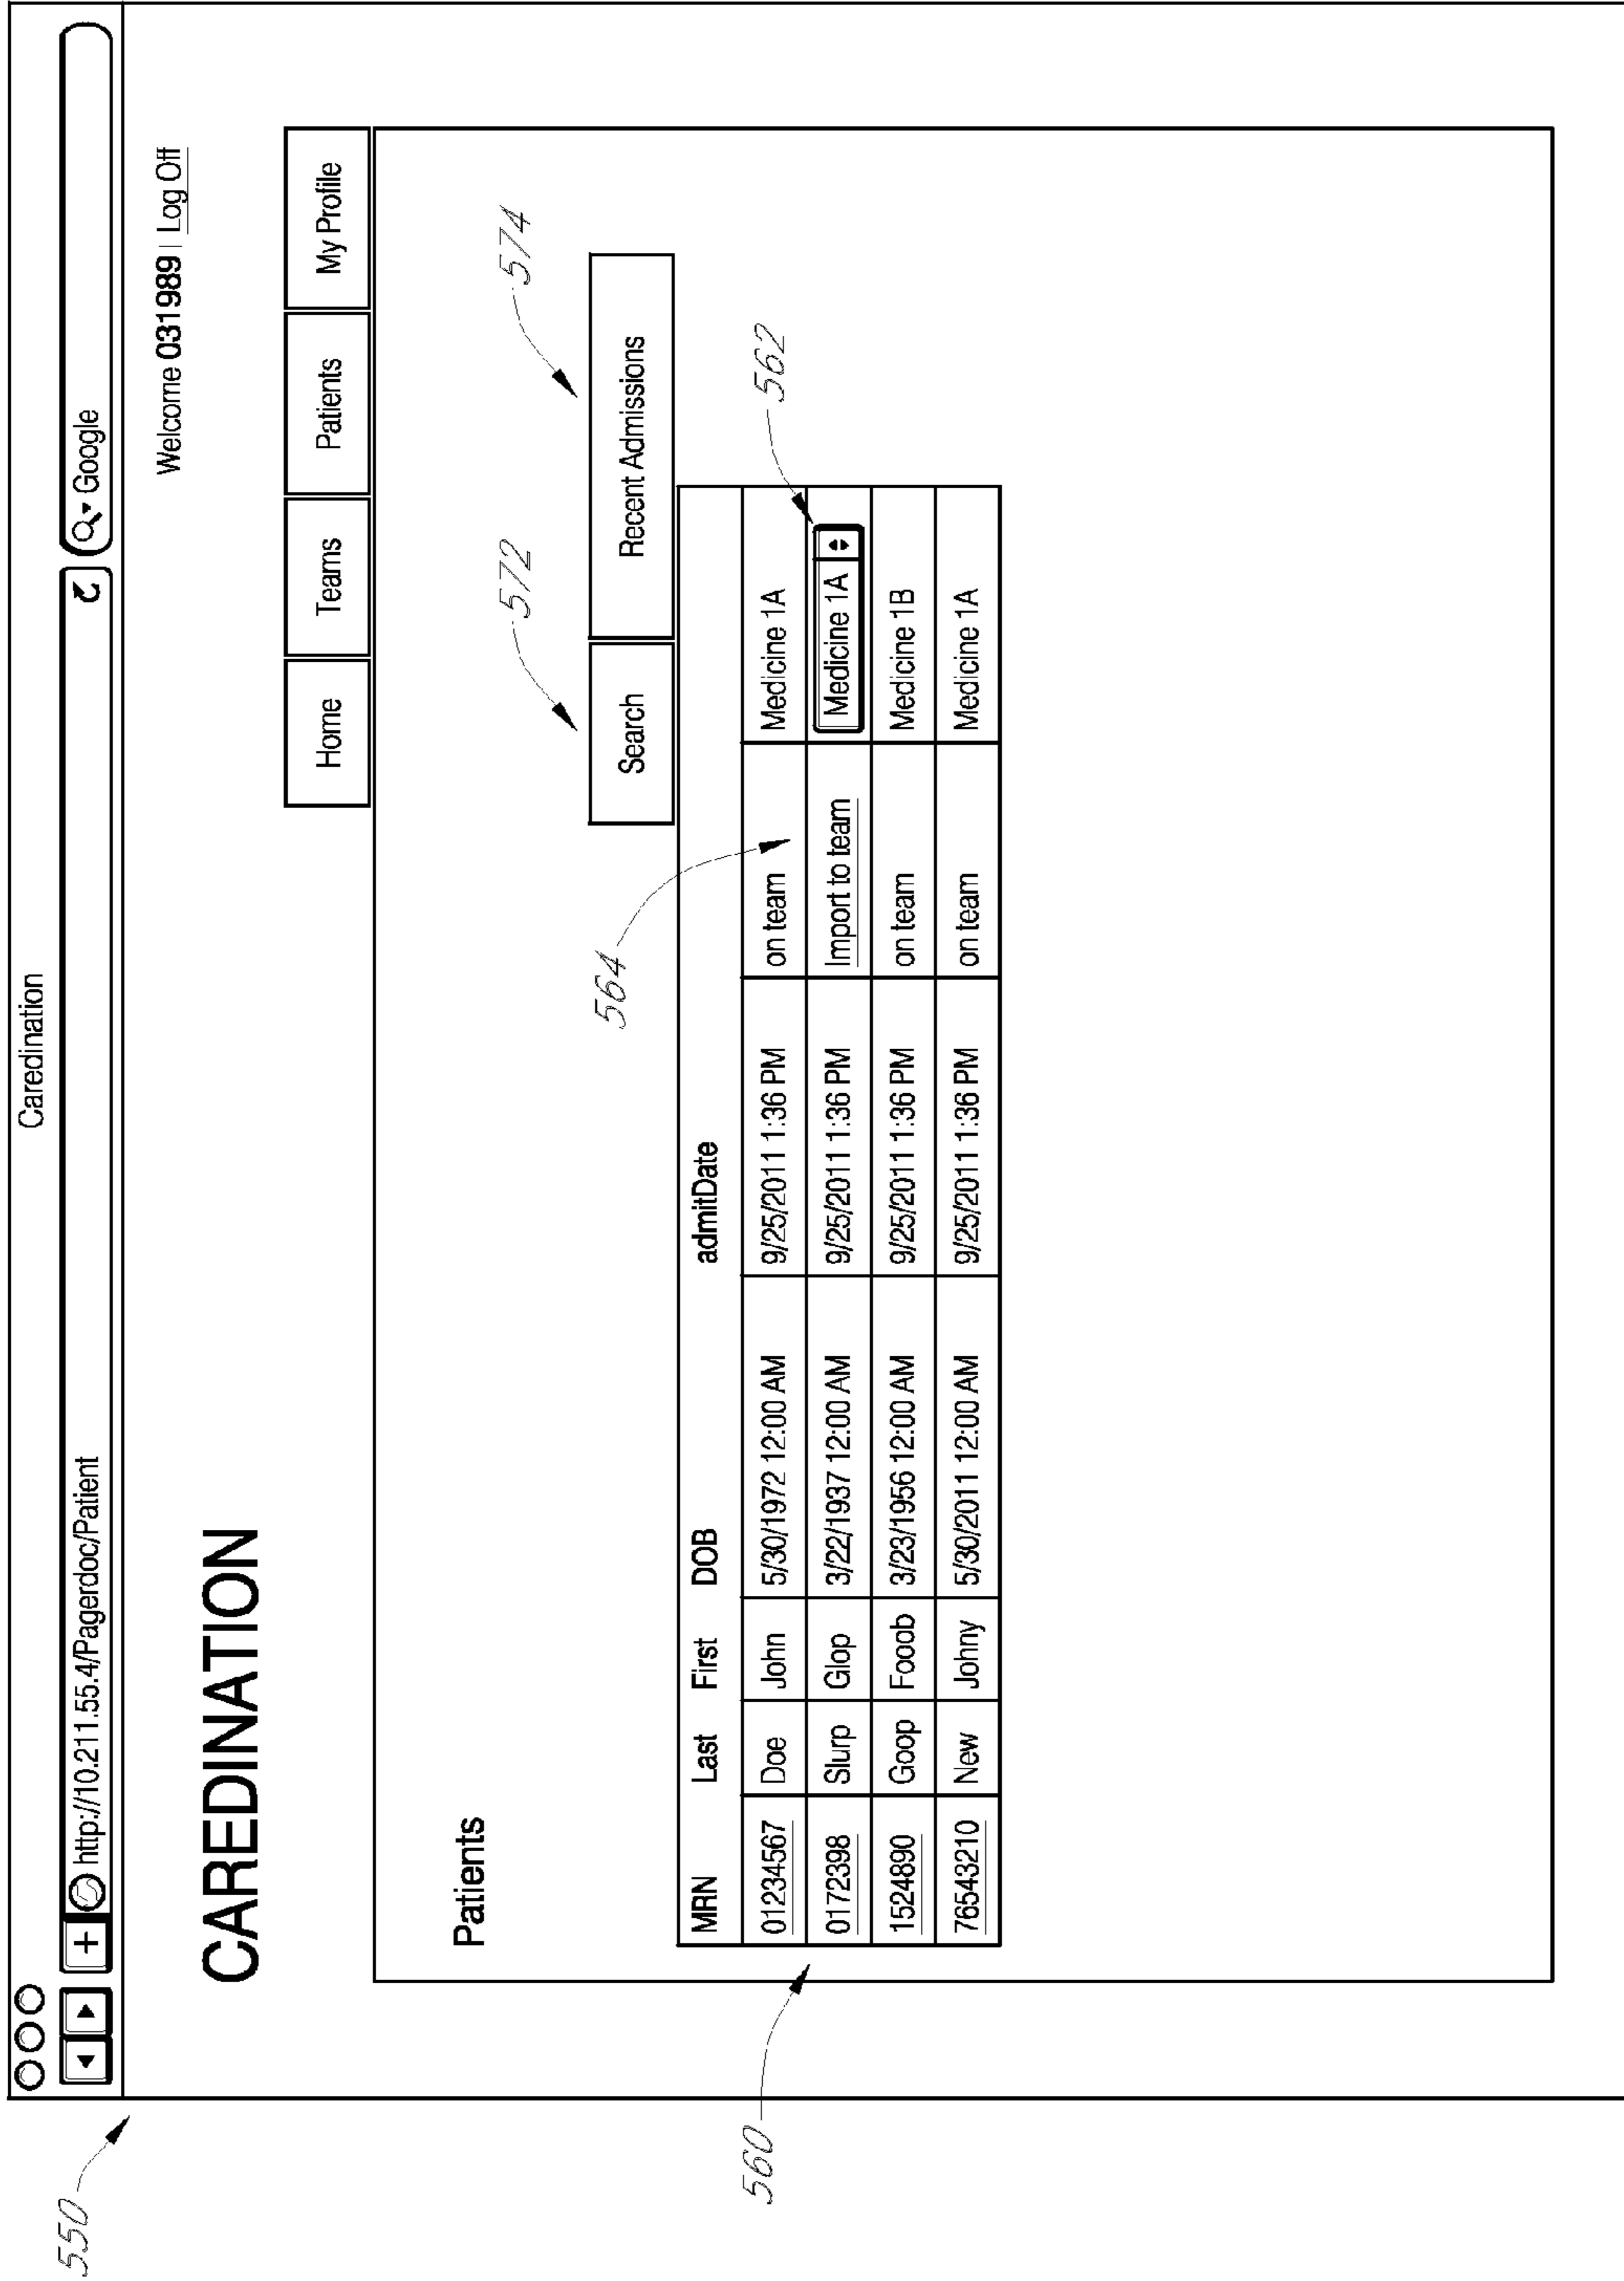 Caredination
http://10.211.55.4/Pagerdoc/Patient Google
550
Welcome 031989 | Log Off
CAREDINATION
Home Teams Patients My Profile
Patients
572 574
564
Search Recent Admissions
562
MRN Last First DOB admitDate
01234567 Doe John 5/30/1972 12:00 AM 9/25/2011 1:36 PM on team Medicine 1A
560
0172398 Slurp Glop 3/22/1937 12:00 AM 9/25/2011 1:36 PM Import to team Medicine 1A
1524890 Goop Fooob 3/23/1956 12:00 AM 9/25/2011 1:36 PM on team Medicine 1B
76543210 New Johny 5/30/2011 12:00 AM 9/25/2011 1:36 PM on team Medicine 1A